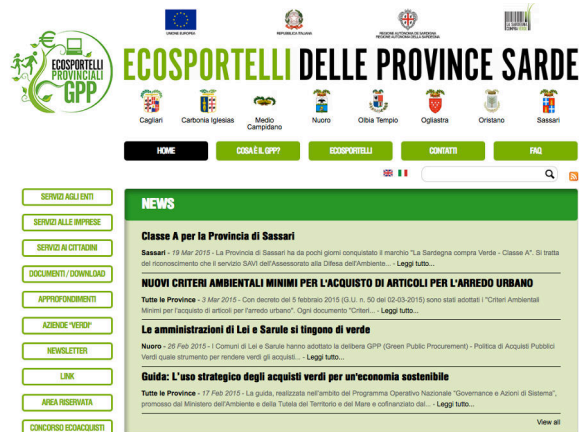 UNIONE EUROPEA
REPUBBLICA ITALIANA
REGIONE AUTÒNOMA DE SARDIGNA
REGIONE AUTONOMA DELLA SARDEGNA
LA SARDEGNA
COMPRA VERDE
ECOSPORTELLI
PROVINCIALI
GPP
ECOSPORTELLI DELLE PROVINCE SARDE
Cagliari
Carbonia Iglesias
Medio
Campidano
Nuoro
Olbia Tempio
Ogliastra
Oristano
Sassari
HOME
COSA È IL GPP?
ECOSPORTELLI
CONTATTI
FAQ
SERVIZI AGLI ENTI
SERVIZI ALLE IMPRESE
SERVIZI AI CITTADINI
DOCUMENTI / DOWNLOAD
APPROFONDIMENTI
AZIENDE "VERDI"
NEWSLETTER
LINK
AREA RISERVATA
CONCORSO ECOACQUISTI
NEWS
Classe A per la Provincia di Sassari
Sassari - 19 Mar 2015 - La Provincia di Sassari ha da pochi giorni conquistato il marchio "La Sardegna compra Verde - Classe A". Si tratta
del riconoscimento che il servizio SAVI dell'Assessorato alla Difesa dell'Ambiente... - Leggi tutto...
NUOVI CRITERI AMBIENTALI MINIMI PER L'ACQUISTO DI ARTICOLI PER L'ARREDO URBANO
Tutte le Province - 3 Mar 2015 - Con decreto del 5 febbraio 2015 (G.U. n. 50 del 02-03-2015) sono stati adottati i "Criteri Ambientali
Minimi per l'acquisto di articoli per l'arredo urbano". Ogni documento "Criteri... - Leggi tutto...
Le amministrazioni di Lei e Sarule si tingono di verde
Nuoro - 26 Feb 2015 - I Comuni di Lei e Sarule hanno adottato la delibera GPP (Green Public Procurement) - Politica di Acquisti Pubblici
Verdi quale strumento per rendere verdi gli acquisti... - Leggi tutto...
Guida: L'uso strategico degli acquisti verdi per un'economia sostenibile
Tutte le Province - 17 Feb 2015 - La guida, realizzata nell'ambito del Programma Operativo Nazionale "Governance e Azioni di Sistema",
promosso dal Ministero dell'Ambiente e della Tutela del Territorio e del Mare e cofinanziato dal... - Leggi tutto...
View all